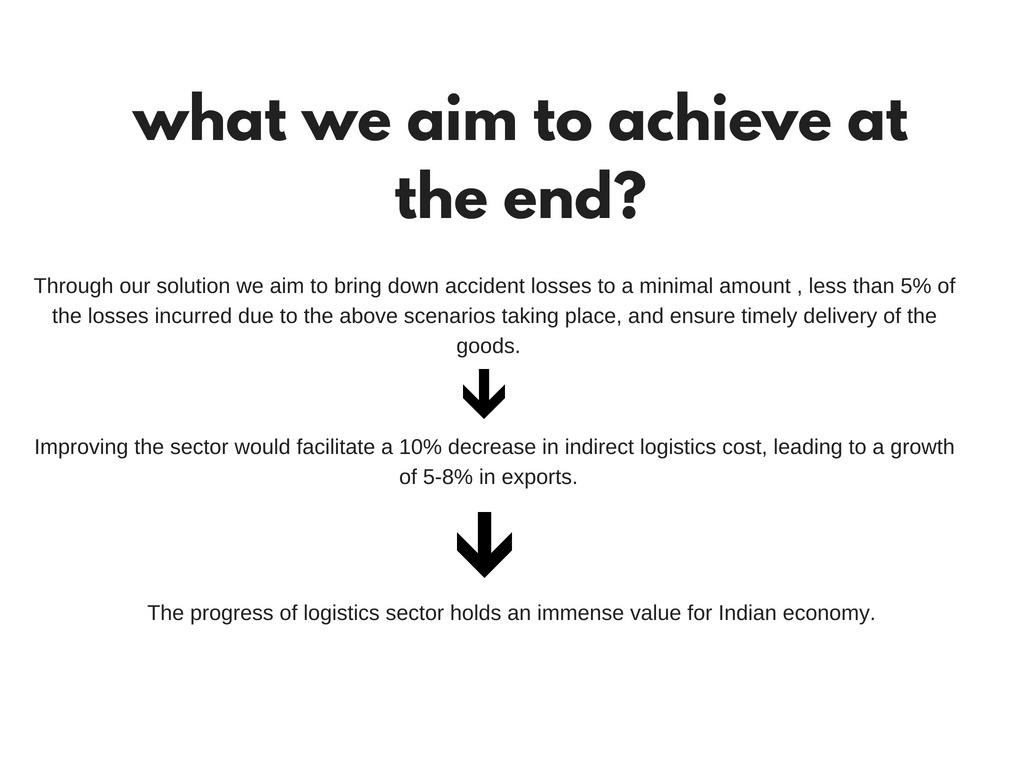 what we aim to achieve at
the end?
Through our solution we aim to bring down accident losses to a minimal amount , less than 5% of
the losses incurred due to the above scenarios taking place, and ensure timely delivery of the
goods.
Improving the sector would facilitate a 10% decrease in indirect logistics cost, leading to a growth
of 5-8% in exports.
The progress of logistics sector holds an immense value for Indian economy.